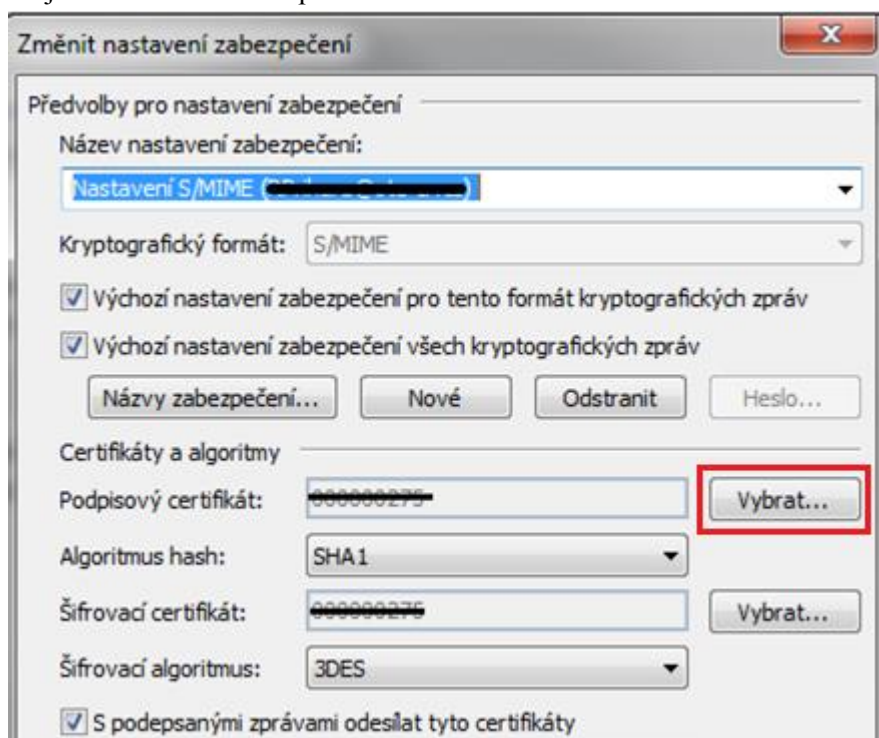 Změnit nastavení zabezpečení
Předvolby pro nastavení zabezpečení
Název nastavení zabezpečení:
Nastavení S/MIME (
Kryptografický formát: S/MIME
Výchozí nastavení zabezpečení pro tento formát kryptografických zpráv
Výchozí nastavení zabezpečení všech kryptografických zpráv
Názvy zabezpečení... Nové Odstranit Heslo...
Certifikáty a algoritmy
Podpisový certifikát: Vybrat...
Algoritmus hash: SHA1
Šifrovací certifikát: Vybrat...
Šifrovací algoritmus: 3DES
S podepsanými zprávami odesílat tyto certifikáty